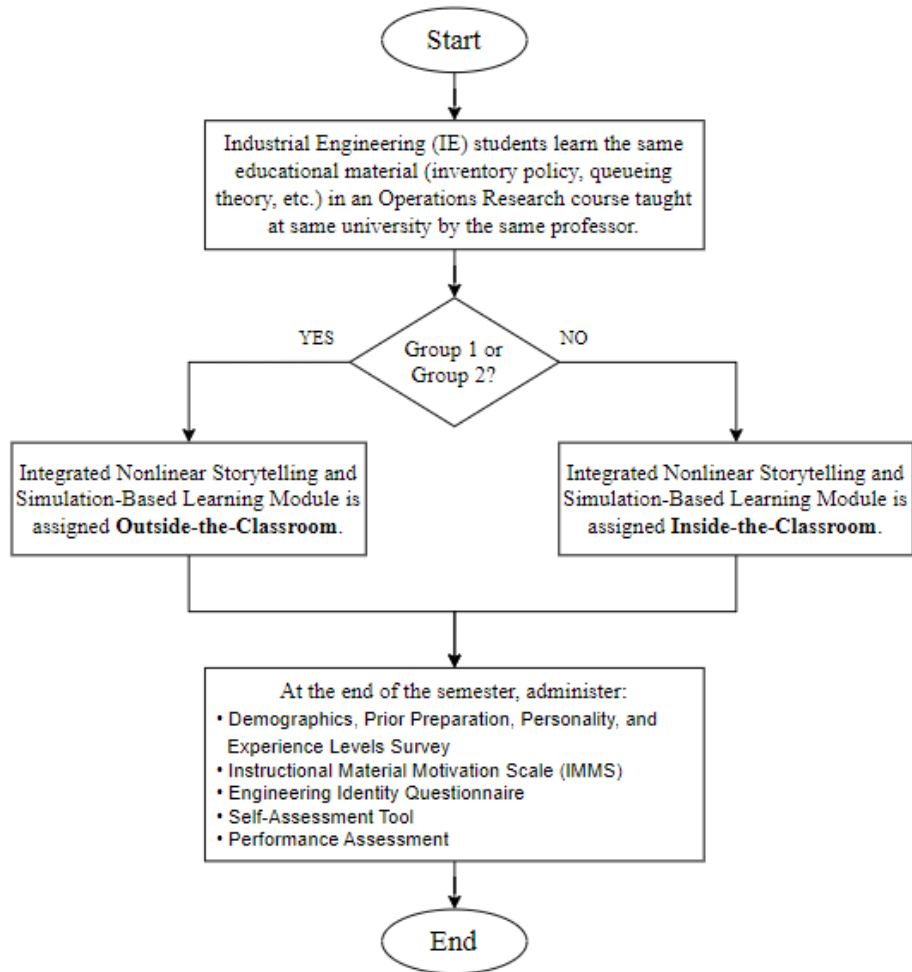 Start
Industrial Engineering (IE) students learn the same
educational material (inventory policy, queueing
theory, etc.) in an Operations Research course taught
at same university by the same professor.
YES
Group 1 or
Group 2?
NO
Integrated Nonlinear Storytelling and
Simulation-Based Learning Module is
assigned Outside-the-Classroom.
Integrated Nonlinear Storytelling and
Simulation-Based Learning Module is
assigned Inside-the-Classroom.
At the end of the semester, administer:
• Demographics, Prior Preparation, Personality, and
Experience Levels Survey
• Instructional Material Motivation Scale (IMMS)
• Engineering Identity Questionnaire
• Self-Assessment Tool
• Performance Assessment
End